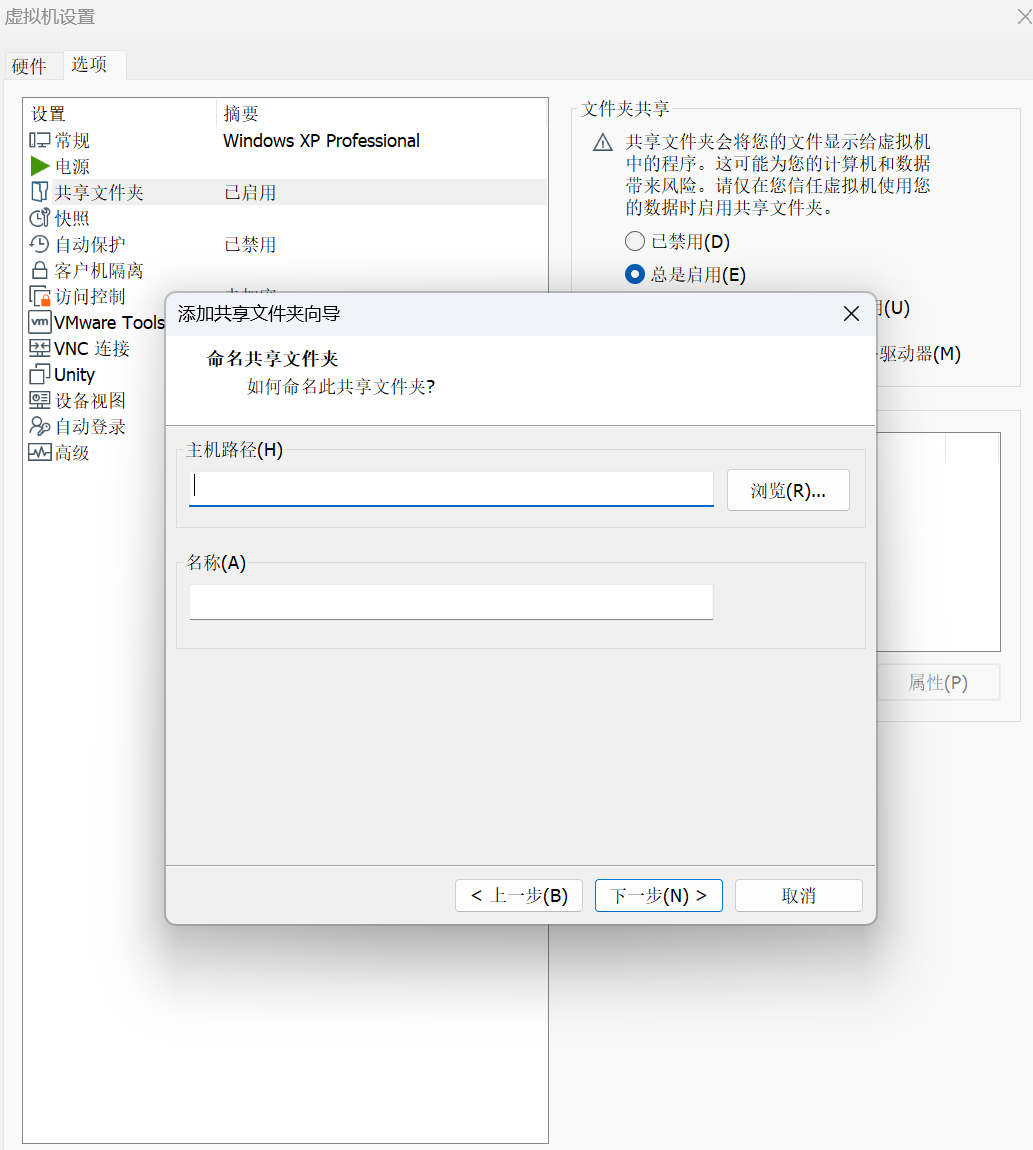 虚拟机设置
硬件 选项
设置 摘要
常规 Windows XP Professional
电源
共享文件夹 已启用
快照
自动保护 已禁用
客户机隔离
访问控制
vm VMware Tools
VNC 连接
Unity
设备视图
自动登录
高级
文件夹共享
共享文件夹会将您的文件显示给虚拟机
中的程序。这可能为您的计算机和数据
带来风险。请仅在您信任虚拟机使用您
的数据时启用共享文件夹。
已禁用(D)
总是启用(E)
用(U)
驱动器(M)
属性(P)
添加共享文件夹向导
命名共享文件夹
如何命名此共享文件夹?
主机路径(H)
浏览(R)...
名称(A)
< 上一步(B) 下一步(N) > 取消